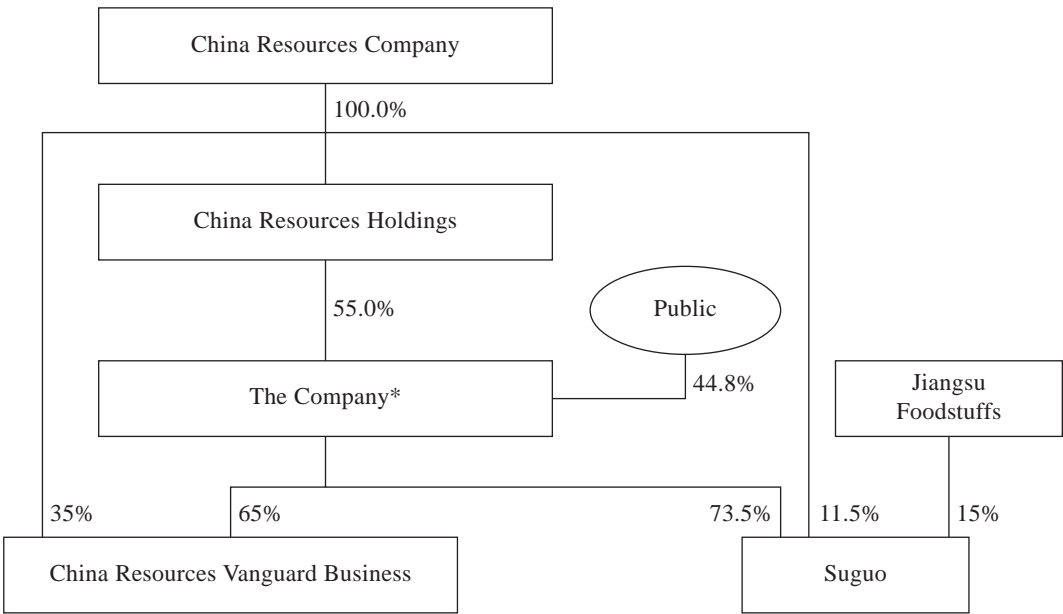 China Resources Company
100.0%
China Resources Holdings
55.0%
Public
The Company*
44.8%
Jiangsu
Foodstuffs
35%
65%
73.5%
11.5%
15%
China Resources Vanguard Business
Suguo